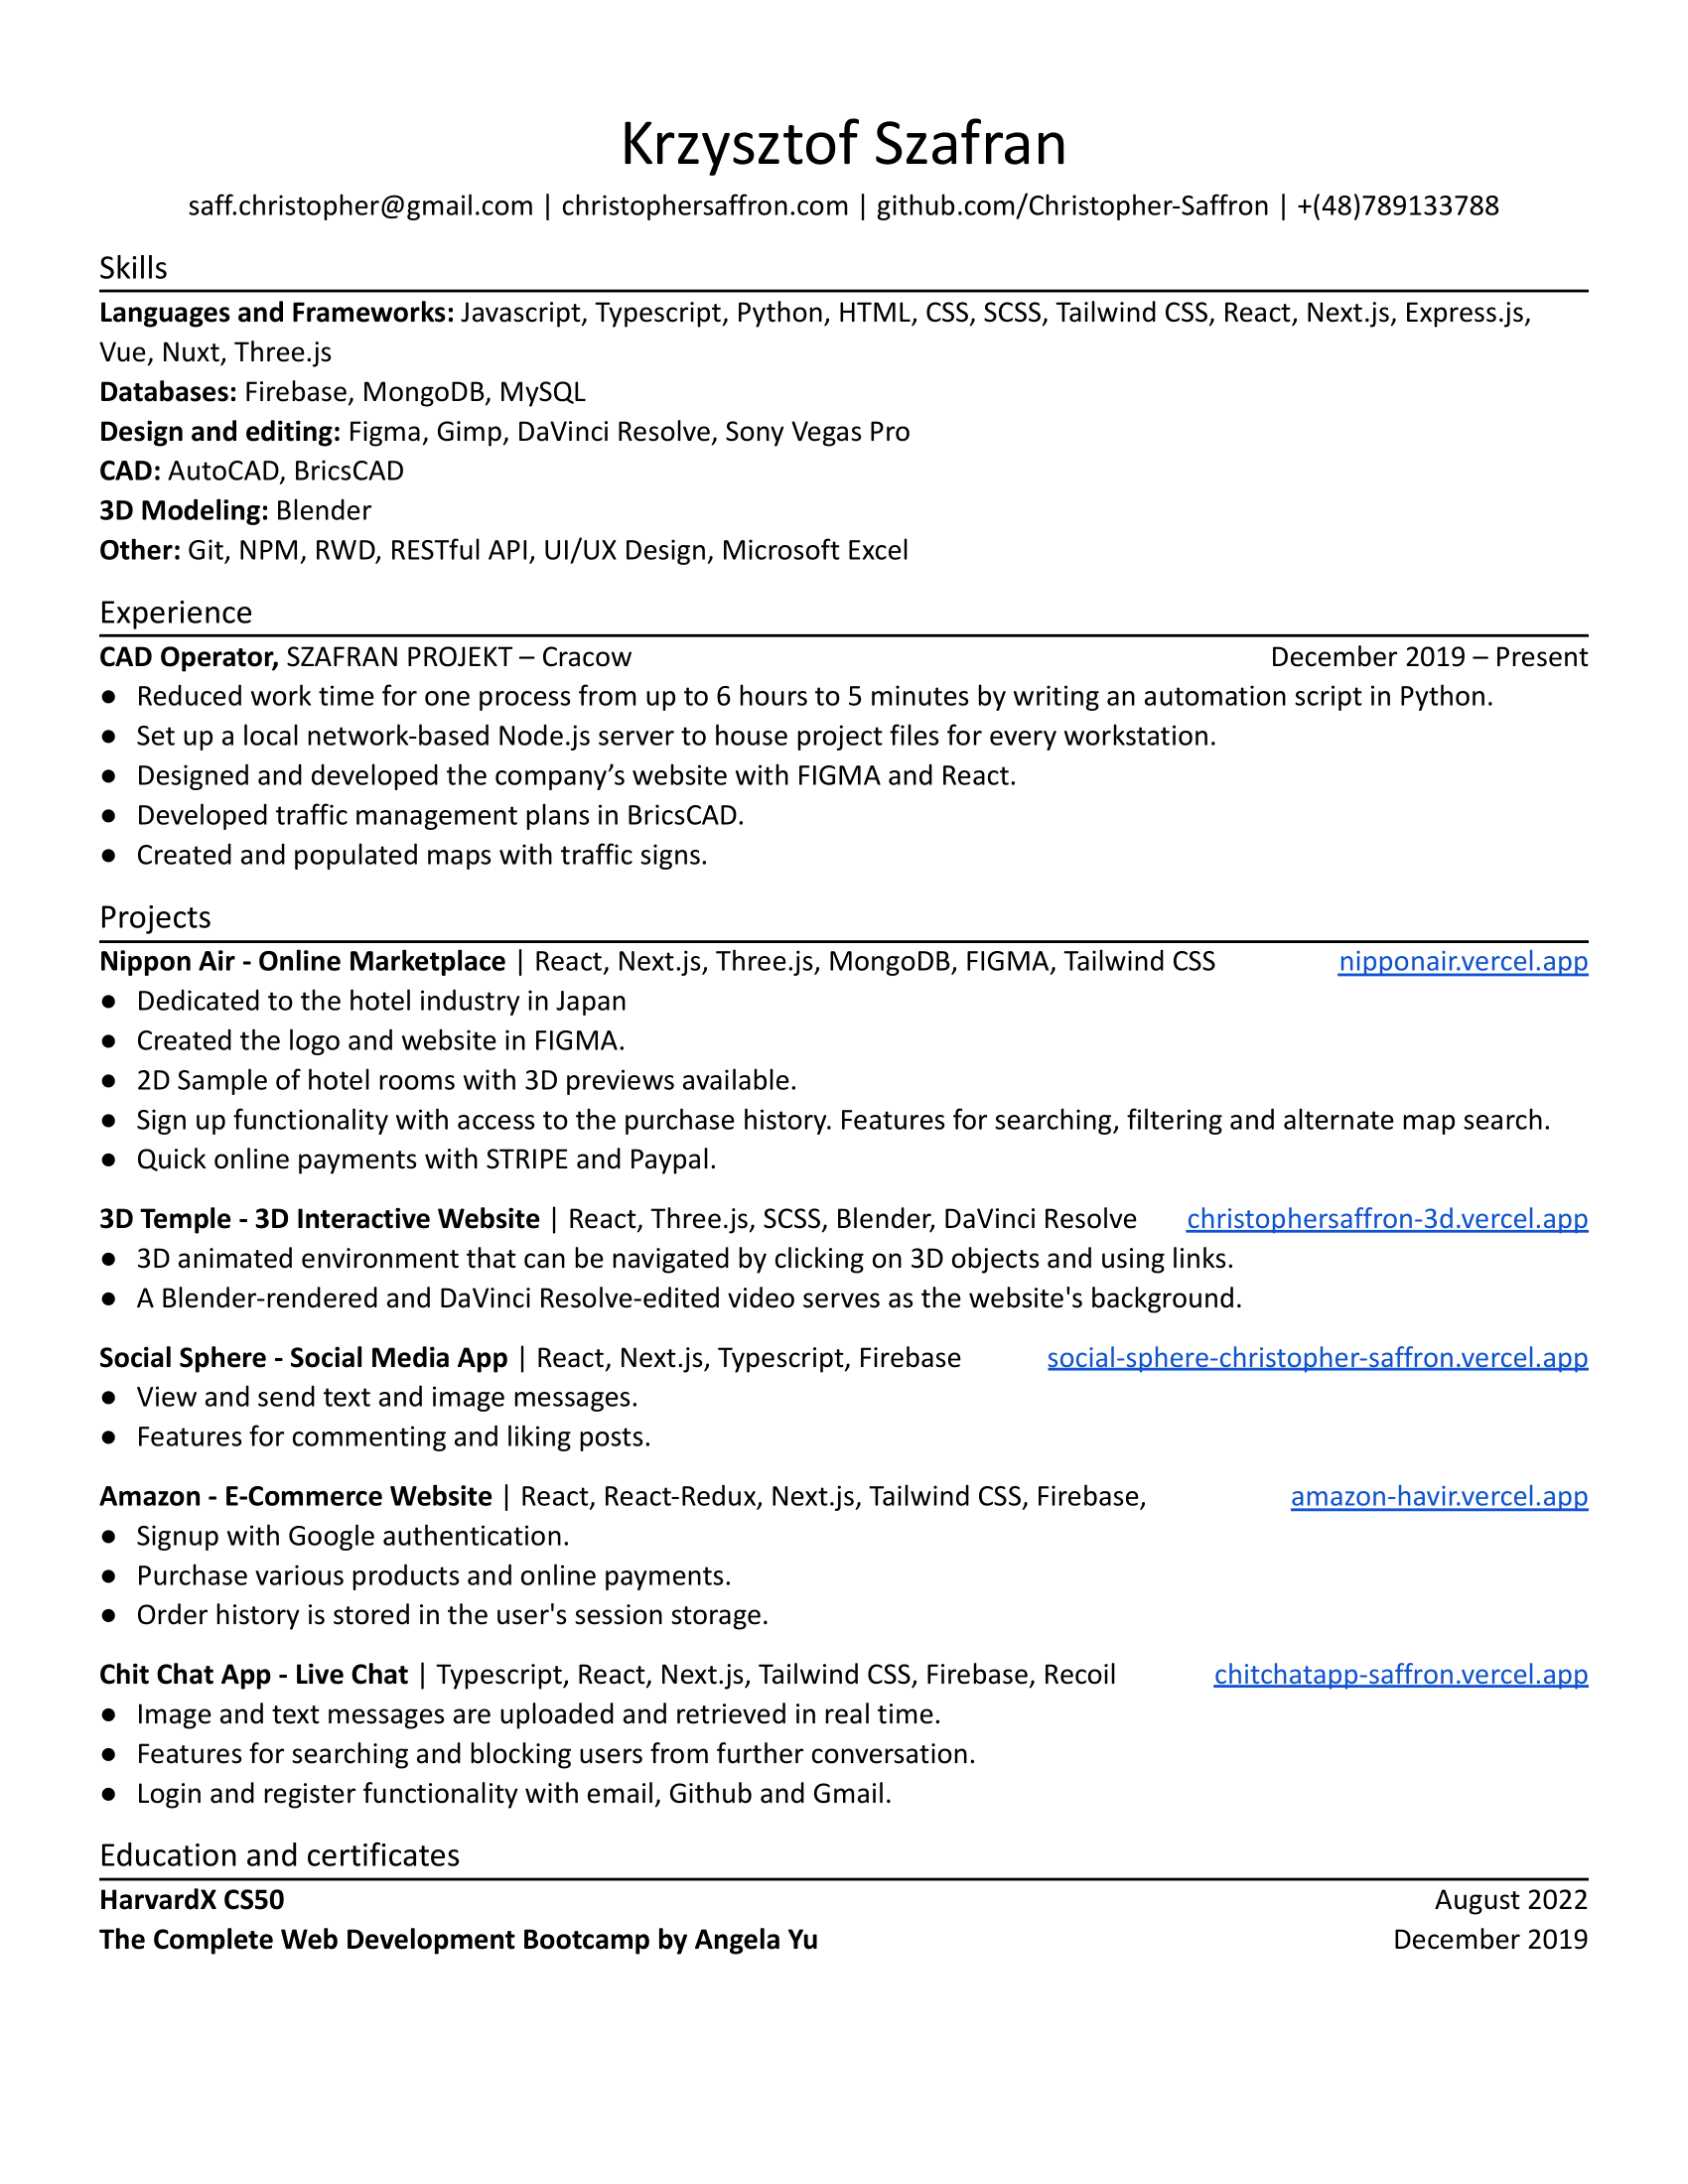 Krzysztof Szafran
saff.christopher@gmail.com | christophersaffron.com | github.com/Christopher-Saffron | +(48)789133788
Skills
Languages and Frameworks: Javascript, Typescript, Python, HTML, CSS, SCSS, Tailwind CSS, React, Next.js, Express.js,
Vue, Nuxt, Three.js
Databases: Firebase, MongoDB, MySQL
Design and editing: Figma, Gimp, DaVinci Resolve, Sony Vegas Pro
CAD: AutoCAD, BricsCAD
3D Modeling: Blender
Other: Git, NPM, RWD, RESTful API, UI/UX Design, Microsoft Excel
Experience
CAD Operator, SZAFRAN PROJEKT – Cracow December 2019 – Present
● Reduced work time for one process from up to 6 hours to 5 minutes by writing an automation script in Python.
● Set up a local network-based Node.js server to house project files for every workstation.
● Designed and developed the company’s website with FIGMA and React.
● Developed traffic management plans in BricsCAD.
● Created and populated maps with traffic signs.
Projects
Nippon Air - Online Marketplace | React, Next.js, Three.js, MongoDB, FIGMA, Tailwind CSS nipponair.vercel.app
● Dedicated to the hotel industry in Japan
● Created the logo and website in FIGMA.
● 2D Sample of hotel rooms with 3D previews available.
● Sign up functionality with access to the purchase history. Features for searching, filtering and alternate map search.
● Quick online payments with STRIPE and Paypal.
3D Temple - 3D Interactive Website | React, Three.js, SCSS, Blender, DaVinci Resolve christophersaffron-3d.vercel.app
● 3D animated environment that can be navigated by clicking on 3D objects and using links.
● A Blender-rendered and DaVinci Resolve-edited video serves as the website's background.
Social Sphere - Social Media App | React, Next.js, Typescript, Firebase social-sphere-christopher-saffron.vercel.app
● View and send text and image messages.
● Features for commenting and liking posts.
Amazon - E-Commerce Website | React, React-Redux, Next.js, Tailwind CSS, Firebase, amazon-havir.vercel.app
● Signup with Google authentication.
● Purchase various products and online payments.
● Order history is stored in the user's session storage.
Chit Chat App - Live Chat | Typescript, React, Next.js, Tailwind CSS, Firebase, Recoil chitchatapp-saffron.vercel.app
● Image and text messages are uploaded and retrieved in real time.
● Features for searching and blocking users from further conversation.
● Login and register functionality with email, Github and Gmail.
Education and certificates
HarvardX CS50 August 2022
The Complete Web Development Bootcamp by Angela Yu December 2019